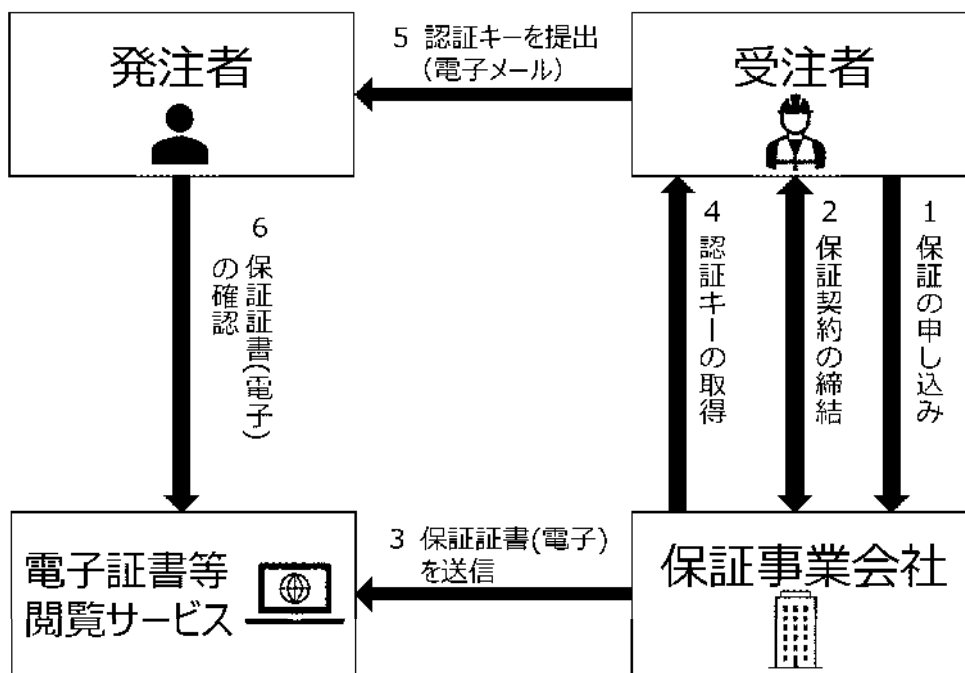 発注者
5 認証キーを提出
(電子メール)
受注者
6 保証証書(電子)
の確認
4 認証キーの取得
2 保証契約の締結
1 保証の申し込み
電子証書等
閲覧サービス
3 保証証書(電子)
を送信
保証事業会社